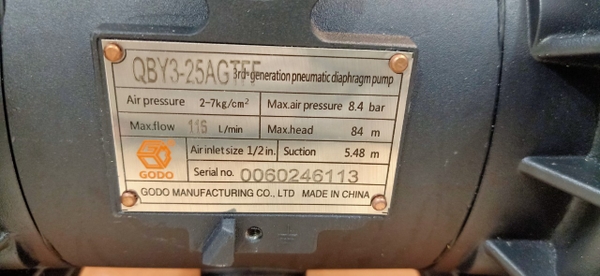 QBY3-25AGTFF 3rd-generation pneumatic diaphragm pump
Air pressure 2-7kg/cm² Max.air pressure 8.4 bar
Max.flow 116 L/min Max.head 84 m
Air inlet size 1/2 in. Suction 5.48 m
GODO Serial no. 0060246113
GODO MANUFACTURING CO., LTD MADE IN CHINA